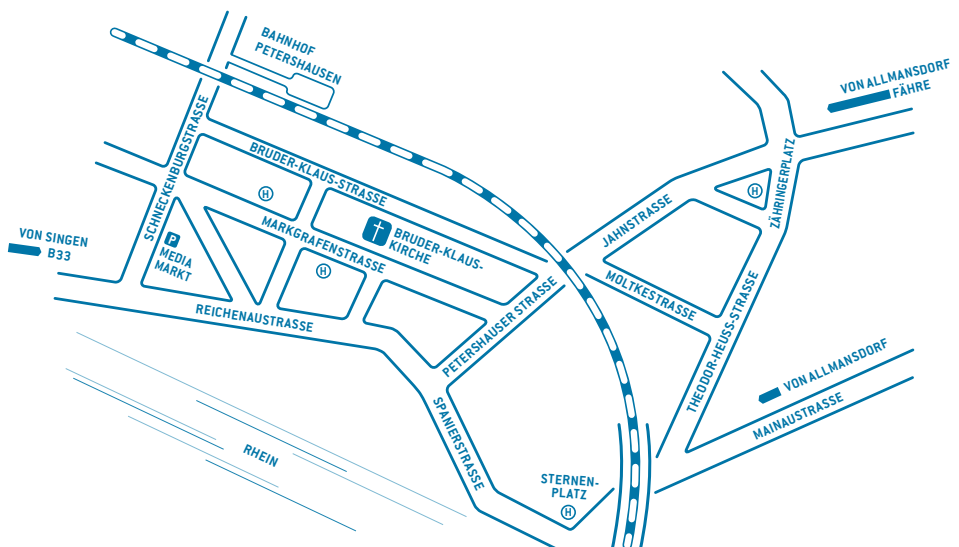 BAHNHOF
PETERSHAUSEN
VON ALLMANSDORF
FÄHRE
SCHNECKENBURGSTRASSE
BRUDER-KLAUS-STRASSE
H
H
ZÄHRINGERPLATZ
JAHNSTRASSE
MARKGRAFENSTRASSE
BRUDER-KLAUS-
KIRCHE
VON SINGEN
B33
P
MEDIA
MARKT
H
MOLTKESTRASSE
PETERSHAUSER STRASSE
THEODOR-HEUSS-STRASSE
REICHENAUSTRASSE
VON ALLMANSDORF
MAINAUSTRASSE
SPANIERSTRASSE
RHEIN
STERNEN-
PLATZ
H